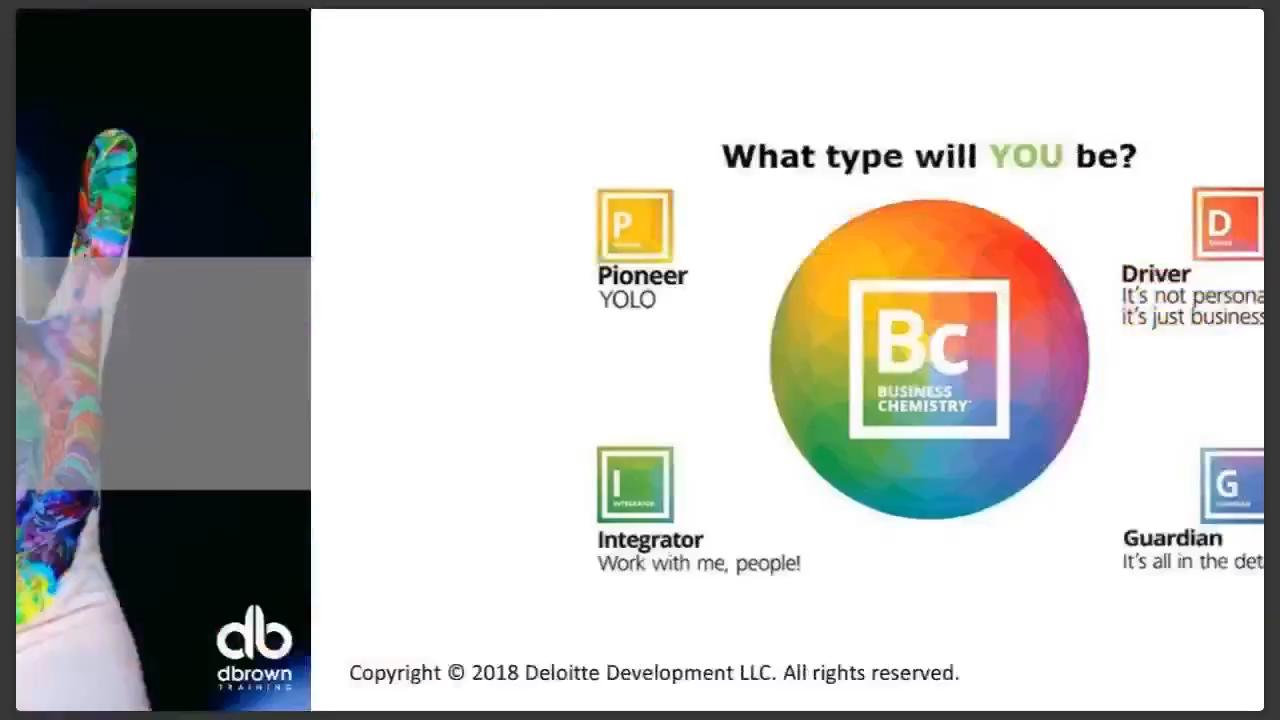 What type will YOU be?
P
Pioneer
YOLO
D
Driver
It's not persona
it's just business
Bc
BUSINESS
CHEMISTRY
I
INTEGRATOR
Integrator
Work with me, people!
G
Guardian
It's all in the det
db
dbrown
TRAINING
Copyright © 2018 Deloitte Development LLC. All rights reserved.